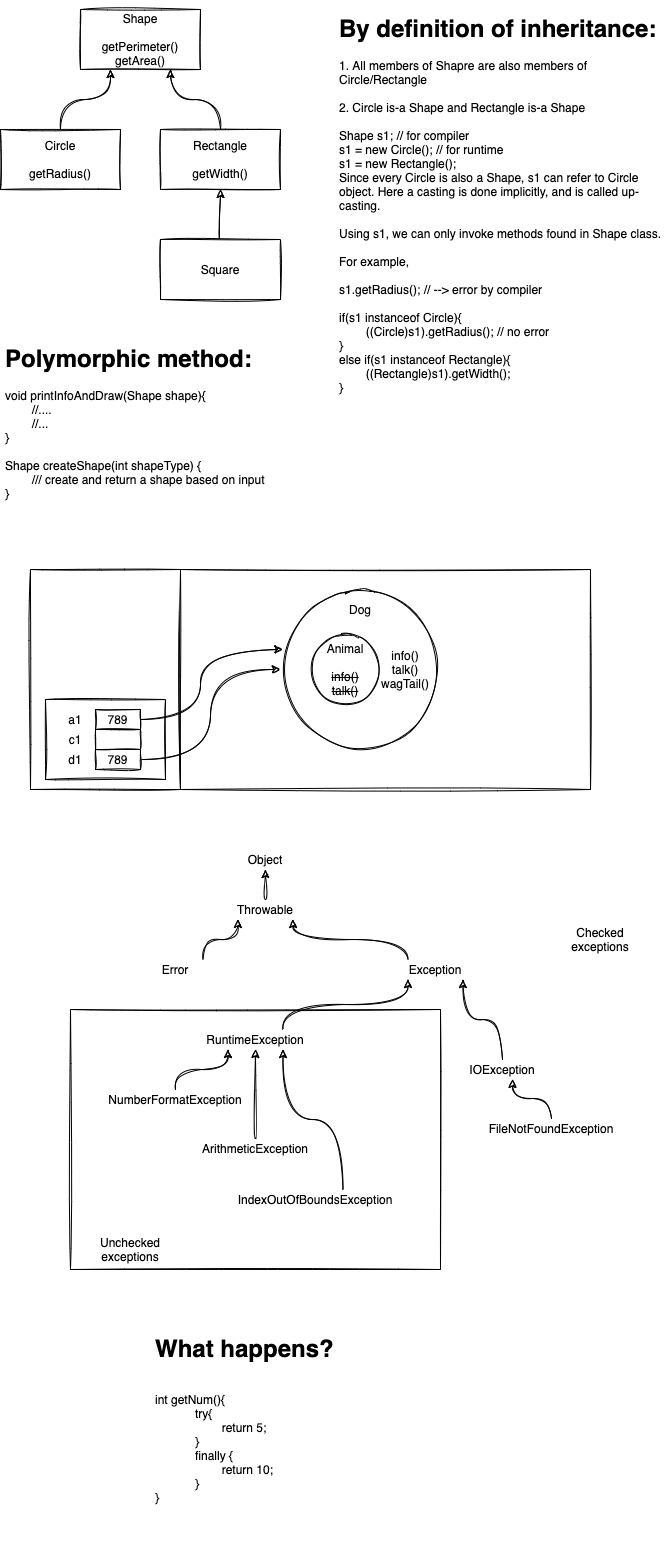 Shape
getPerimeter()
getArea()
Circle
getRadius()
Rectangle
getWidth()
Square
By definition of inheritance:
1. All members of Shapre are also members of
Circle/Rectangle
2. Circle is-a Shape and Rectangle is-a Shape
Shape s1; // for compiler
s1 = new Circle(); // for runtime
s1 = new Rectangle();
Since every Circle is also a Shape, s1 can refer to Circle
object. Here a casting is done implicitly, and is called up-
casting.
Using s1, we can only invoke methods found in Shape class.
For example,
s1.getRadius(); // --> error by compiler
if(s1 instanceof Circle){
((Circle)s1).getRadius(); // no error
}
else if(s1 instanceof Rectangle){
((Rectangle)s1).getWidth();
}
Polymorphic method:
void printInfoAndDraw(Shape shape){
//....
//...
}
Shape createShape(int shapeType) {
/// create and return a shape based on input
}
Dog
Animal
info()
talk()
info()
talk()
wagTail()
a1 789
c1
d1 789
Object
Throwable
Error
Exception
Checked
exceptions
RuntimeException
IOException
NumberFormatException
FileNotFoundException
ArithmeticException
IndexOutOfBoundsException
Unchecked
exceptions
What happens?
int getNum(){
try{
return 5;
}
finally {
return 10;
}
}